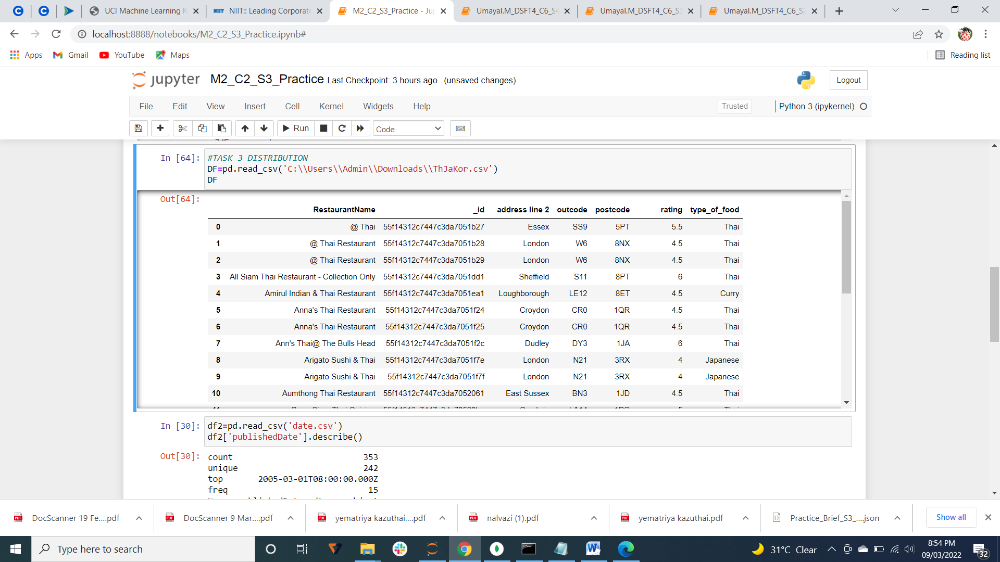 UCI Machine Learning R
NIIT:: Leading Corporate
M2_C2_S3_Practice - Ju
Umayal.M_DSFT4_C6_S4
Umayal.M_DSFT4_C6_S3
Umayal.M_DSFT4_C6_S2
localhost:8888/notebooks/M2_C2_S3_Practice.ipynb#
Apps Gmail YouTube Maps Reading list
jupyter M2_C2_S3_Practice Last Checkpoint: 3 hours ago (unsaved changes) Logout
File Edit View Insert Cell Kernel Widgets Help Trusted Python 3 (ipykernel)
Run Code
In [64]: #TASK 3 DISTRIBUTION
DF=pd.read_csv('C:\\Users\\Admin\\Downloads\\ThJaKor.csv')
DF
Out[64]:
RestaurantName _id address line 2 outcode postcode rating type_of_food
0 @ Thai 55f14312c7447c3da7051b27 Essex SS9 5PT 5.5 Thai
1 @ Thai Restaurant 55f14312c7447c3da7051b28 London W6 8NX 4.5 Thai
2 @ Thai Restaurant 55f14312c7447c3da7051b29 London W6 8NX 4.5 Thai
3 All Siam Thai Restaurant - Collection Only 55f14312c7447c3da7051dd1 Sheffield S11 8PT 6 Thai
4 Amirul Indian & Thai Restaurant 55f14312c7447c3da7051ea1 Loughborough LE12 8ET 4.5 Curry
5 Anna's Thai Restaurant 55f14312c7447c3da7051f24 Croydon CR0 1QR 4.5 Thai
6 Anna's Thai Restaurant 55f14312c7447c3da7051f25 Croydon CR0 1QR 4.5 Thai
7 Ann's Thai@ The Bulls Head 55f14312c7447c3da7051f2c Dudley DY3 1JA 6 Thai
8 Arigato Sushi & Thai 55f14312c7447c3da7051f7e London N21 3RX 4 Japanese
9 Arigato Sushi & Thai 55f14312c7447c3da7051f7f London N21 3RX 4 Japanese
10 Aumthong Thai Restaurant 55f14312c7447c3da7052061 East Sussex BN3 1JD 4.5 Thai
In [30]: df2=pd.read_csv('date.csv')
df2['publishedDate'].describe()
Out[30]: count 353
unique 242
top 2005-03-01T08:00:00.000Z
freq 15
DocScanner 19 Fe....pdf
DocScanner 9 Mar....pdf
yematriya kazuthai....pdf
nalvazi (1).pdf
yematriya kazuthai.pdf
Practice_Brief_S3_....json
Show all
Type here to search
31°C Clear
8:54 PM
09/03/2022
32